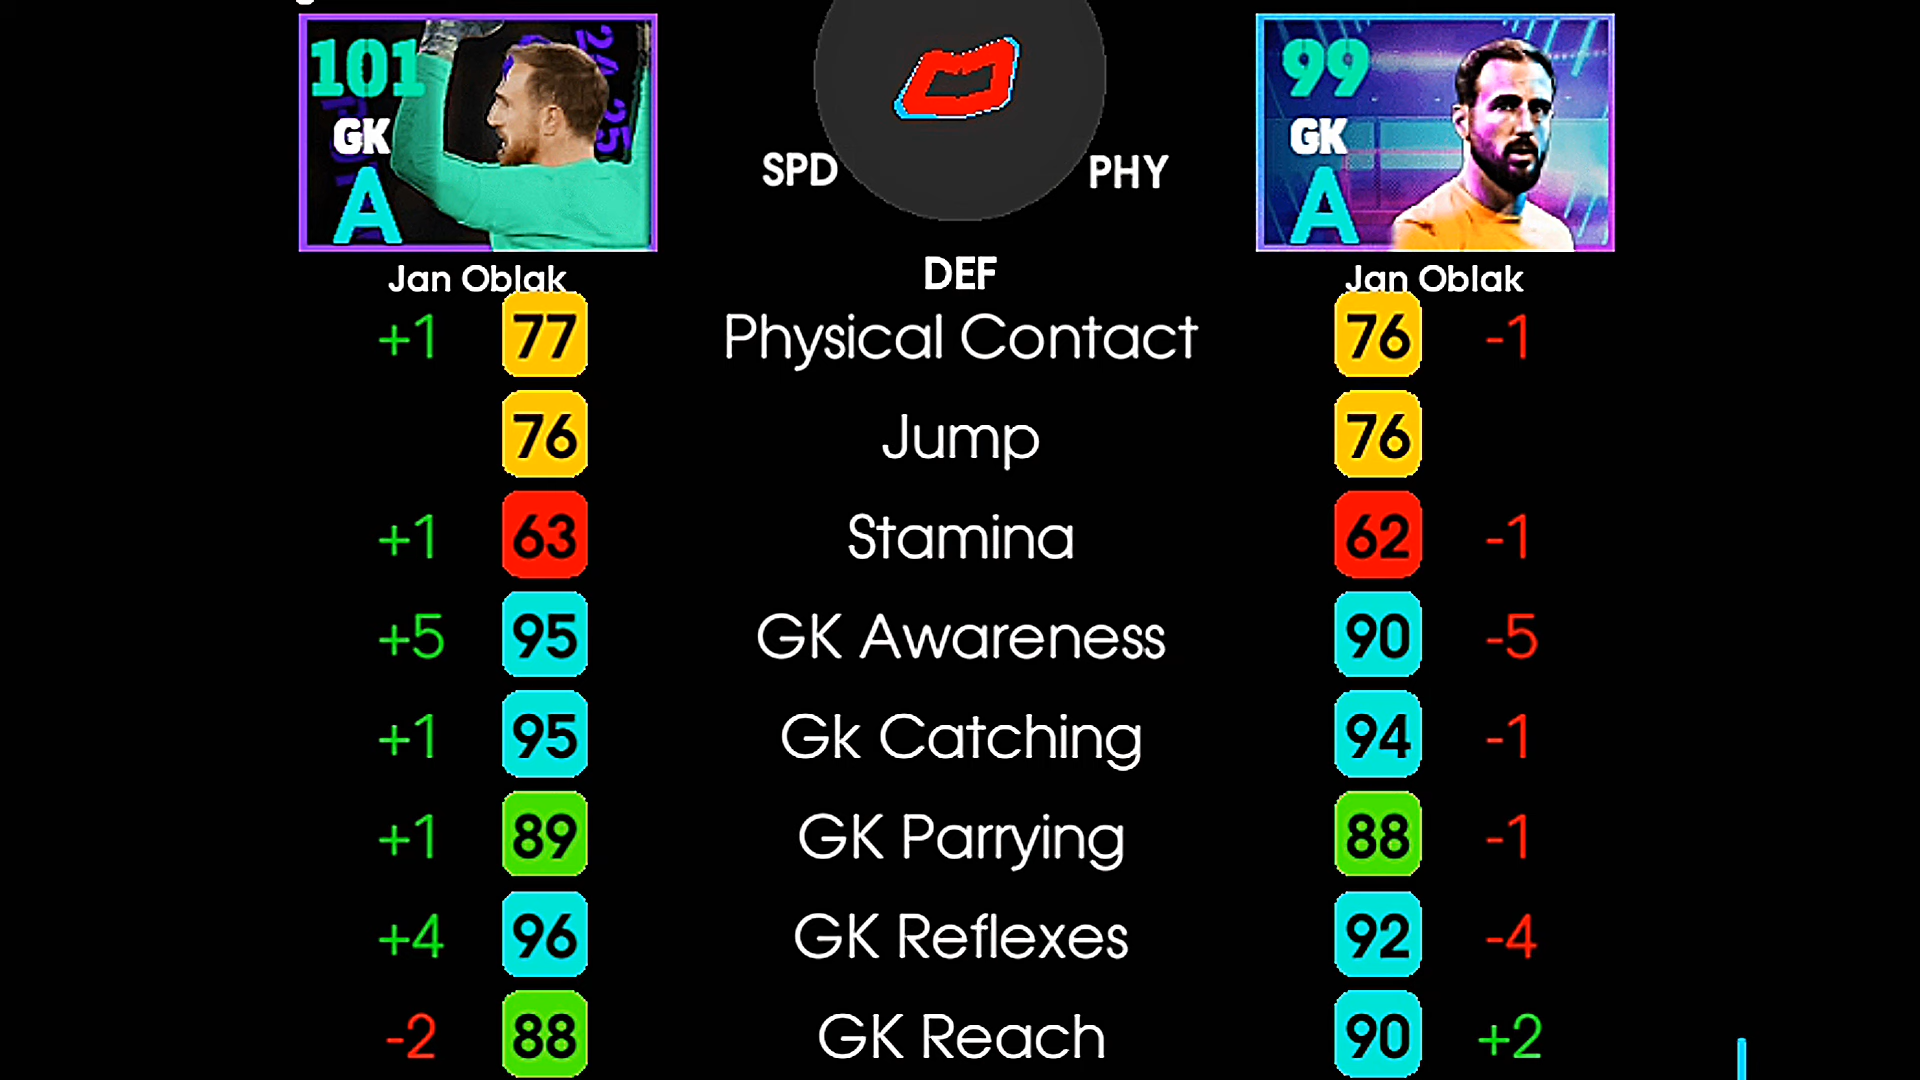 101
GK
A
Jan Oblak
SPD
PHY
DEF
99
GK
A
Jan Oblak
+1 77 Physical Contact 76 -1
76 Jump 76
+1 63 Stamina 62 -1
+5 95 GK Awareness 90 -5
+1 95 Gk Catching 94 -1
+1 89 GK Parrying 88 -1
+4 96 GK Reflexes 92 -4
-2 88 GK Reach 90 +2